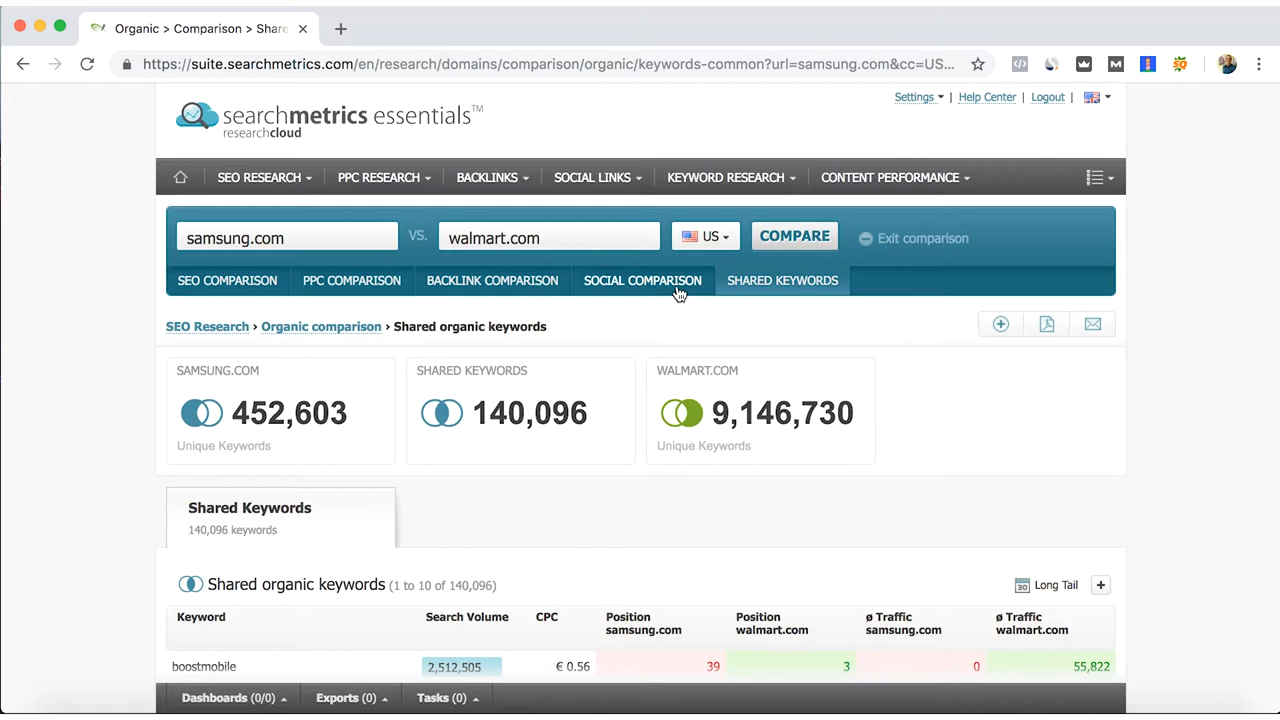 Organic > Comparison > Share
https://suite.searchmetrics.com/en/research/domains/comparison/organic/keywords-common?url=samsung.com&cc=US...
Settings | Help Center | Logout |
searchmetrics essentials™
researchcloud
SEO RESEARCH PPC RESEARCH BACKLINKS SOCIAL LINKS KEYWORD RESEARCH CONTENT PERFORMANCE
samsung.com VS. walmart.com US COMPARE Exit comparison
SEO COMPARISON PPC COMPARISON BACKLINK COMPARISON SOCIAL COMPARISON SHARED KEYWORDS
SEO Research › Organic comparison › Shared organic keywords
SAMSUNG.COM SHARED KEYWORDS WALMART.COM
452,603 140,096 9,146,730
Unique Keywords Unique Keywords
Shared Keywords
140,096 keywords
Shared organic keywords (1 to 10 of 140,096) 30 Long Tail +
Keyword Search Volume CPC Position samsung.com Position walmart.com ø Traffic samsung.com ø Traffic walmart.com
boostmobile 2,512,505 € 0.56 39 3 0 55,822
Dashboards (0/0) Exports (0) Tasks (0)